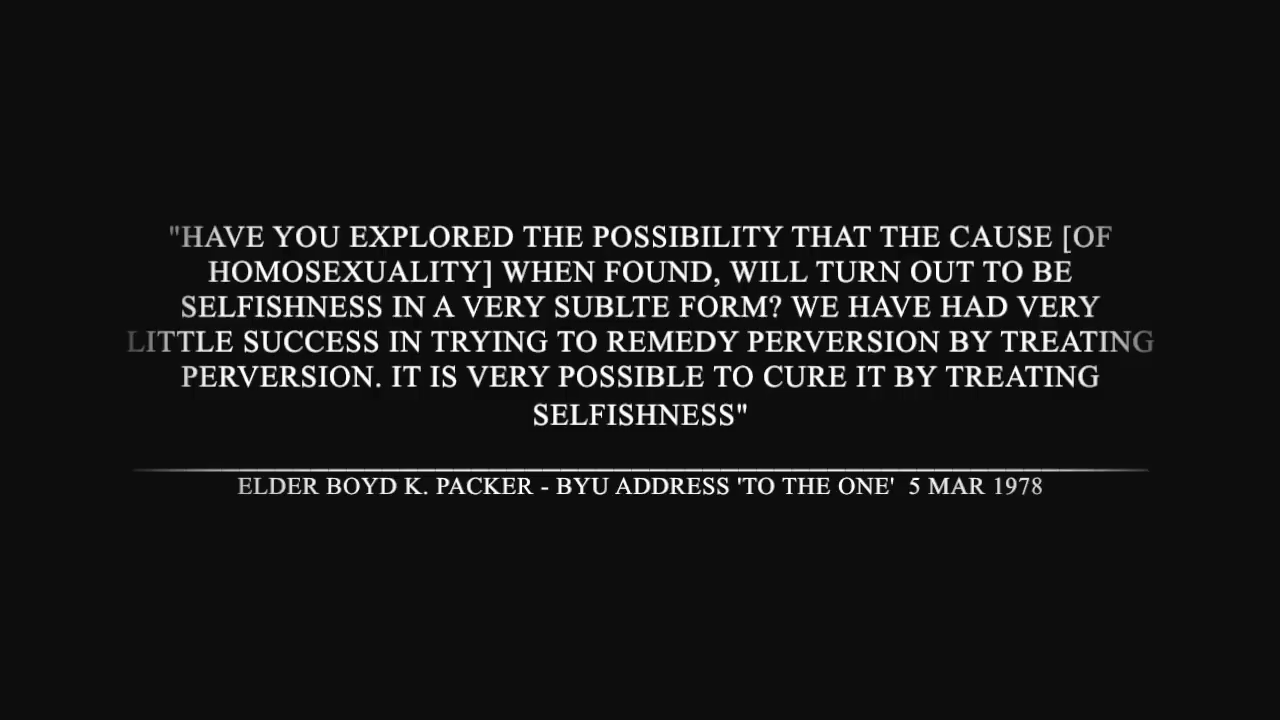 "HAVE YOU EXPLORED THE POSSIBILITY THAT THE CAUSE [OF
HOMOSEXUALITY] WHEN FOUND, WILL TURN OUT TO BE
SELFISHNESS IN A VERY SUBLTE FORM? WE HAVE HAD VERY
LITTLE SUCCESS IN TRYING TO REMEDY PERVERSION BY TREATING
PERVERSION. IT IS VERY POSSIBLE TO CURE IT BY TREATING
SELFISHNESS"
ELDER BOYD K. PACKER - BYU ADDRESS 'TO THE ONE' 5 MAR 1978